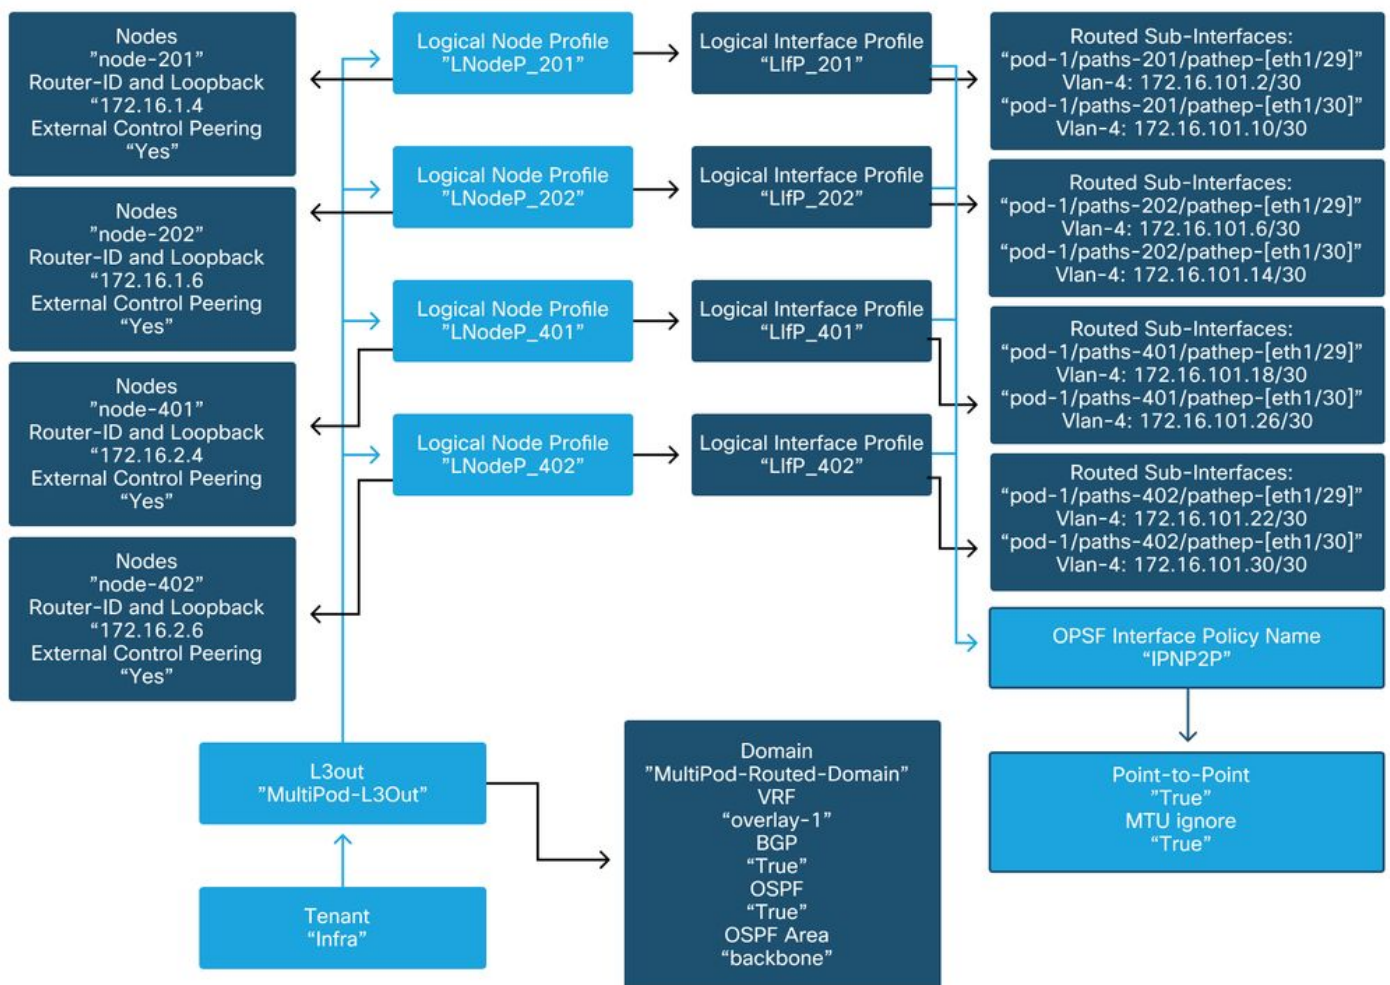 Nodes
"node-201"
Router-ID and Loopback
"172.16.1.4
External Control Peering
"Yes"
Nodes
"node-202"
Router-ID and Loopback
"172.16.1.6
External Control Peering
"Yes"
Nodes
"node-401"
Router-ID and Loopback
"172.16.2.4
External Control Peering
"Yes"
Nodes
"node-402"
Router-ID and Loopback
"172.16.2.6
External Control Peering
"Yes"
Logical Node Profile
"LNodeP_201"
Logical Node Profile
"LNodeP_202"
Logical Node Profile
"LNodeP_401"
Logical Node Profile
"LNodeP_402"
Logical Interface Profile
"LIfP_201"
Logical Interface Profile
"LIfP_202"
Logical Interface Profile
"LIfP_401"
Logical Interface Profile
"LIfP_402"
Routed Sub-Interfaces:
"pod-1/paths-201/pathep-[eth1/29]"
Vlan-4: 172.16.101.2/30
"pod-1/paths-201/pathep-[eth1/30]"
Vlan-4: 172.16.101.10/30
Routed Sub-Interfaces:
"pod-1/paths-202/pathep-[eth1/29]"
Vlan-4: 172.16.101.6/30
"pod-1/paths-202/pathep-[eth1/30]"
Vlan-4: 172.16.101.14/30
Routed Sub-Interfaces:
"pod-1/paths-401/pathep-[eth1/29]"
Vlan-4: 172.16.101.18/30
"pod-1/paths-401/pathep-[eth1/30]"
Vlan-4: 172.16.101.26/30
Routed Sub-Interfaces:
"pod-1/paths-402/pathep-[eth1/29]"
Vlan-4: 172.16.101.22/30
"pod-1/paths-402/pathep-[eth1/30]"
Vlan-4: 172.16.101.30/30
OPSF Interface Policy Name
"IPNP2P"
Point-to-Point
"True"
MTU ignore
"True"
L3out
"MultiPod-L3Out"
Tenant
"Infra"
Domain
"MultiPod-Routed-Domain"
VRF
"overlay-1"
BGP
"True"
OSPF
"True"
OSPF Area
"backbone"